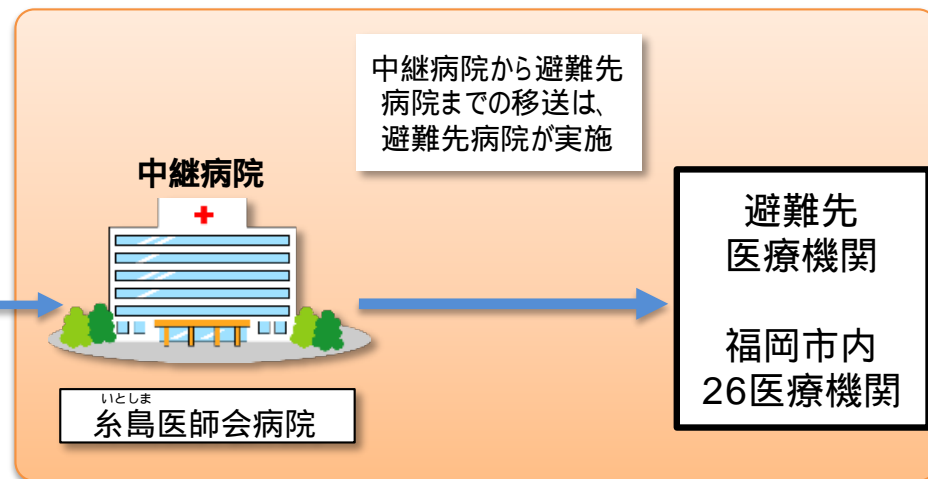 中継病院から避難先
病院までの移送は、
避難先病院が実施
中継病院
いとしま
糸島医師会病院
避難先
医療機関
福岡市内
26医療機関